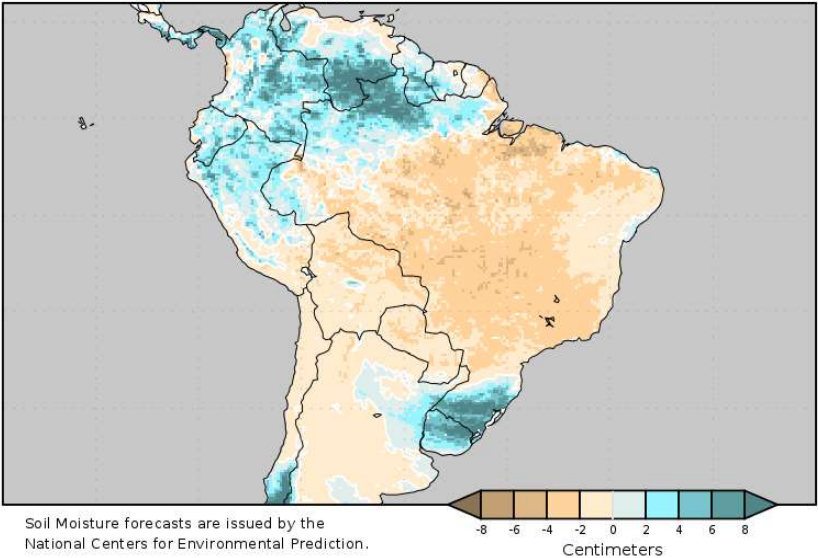 Soil Moisture forecasts are issued by the
National Centers for Environmental Prediction.
-8 -6 -4 -2 0 2 4 6 8
Centimeters